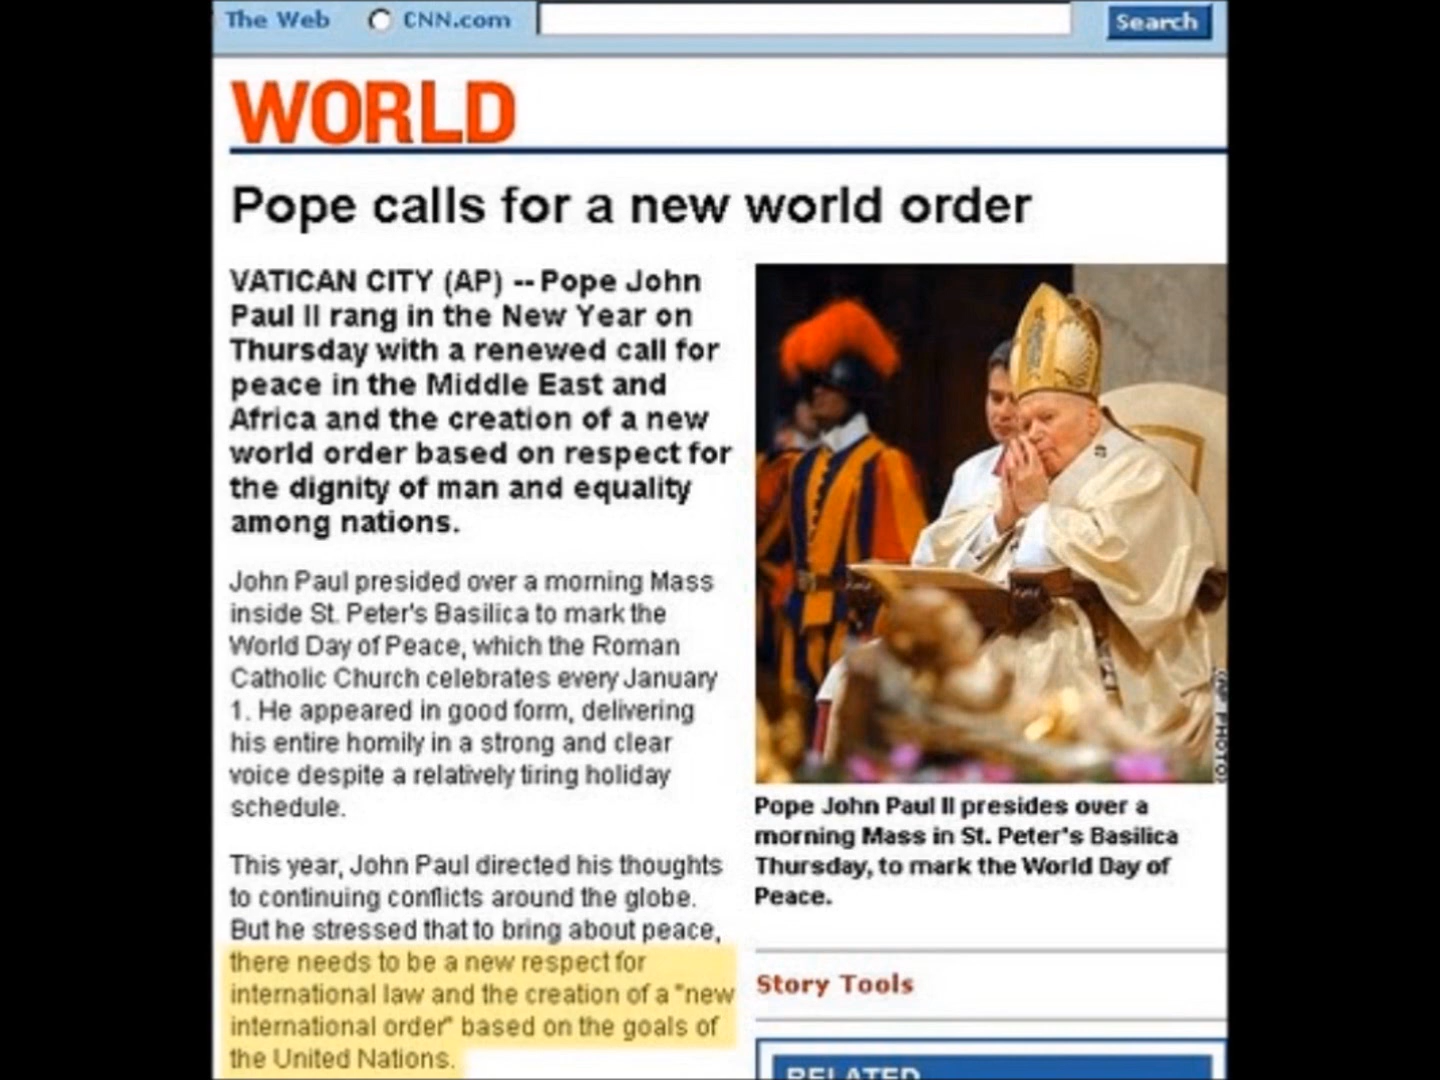 The Web CNN.com Search
WORLD
Pope calls for a new world order
VATICAN CITY (AP) -- Pope John
Paul II rang in the New Year on
Thursday with a renewed call for
peace in the Middle East and
Africa and the creation of a new
world order based on respect for
the dignity of man and equality
among nations.
John Paul presided over a morning Mass
inside St. Peter's Basilica to mark the
World Day of Peace, which the Roman
Catholic Church celebrates every January
1. He appeared in good form, delivering
his entire homily in a strong and clear
voice despite a relatively tiring holiday
schedule.
This year, John Paul directed his thoughts
to continuing conflicts around the globe.
But he stressed that to bring about peace,
there needs to be a new respect for
international law and the creation of a "new
international order" based on the goals of
the United Nations.
(AP PHOTO)
Pope John Paul II presides over a
morning Mass in St. Peter's Basilica
Thursday, to mark the World Day of
Peace.
Story Tools
RELATED